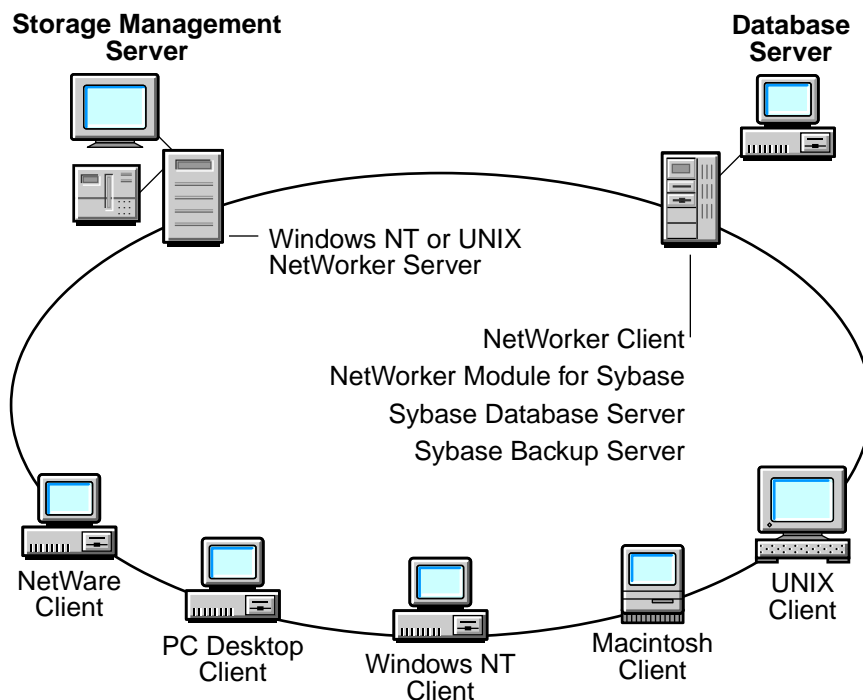 Storage Management
Server
Database
Server
Windows NT or UNIX
NetWorker Server
NetWorker Client
NetWorker Module for Sybase
Sybase Database Server
Sybase Backup Server
NetWare
Client
PC Desktop
Client
Windows NT
Client
Macintosh
Client
UNIX
Client